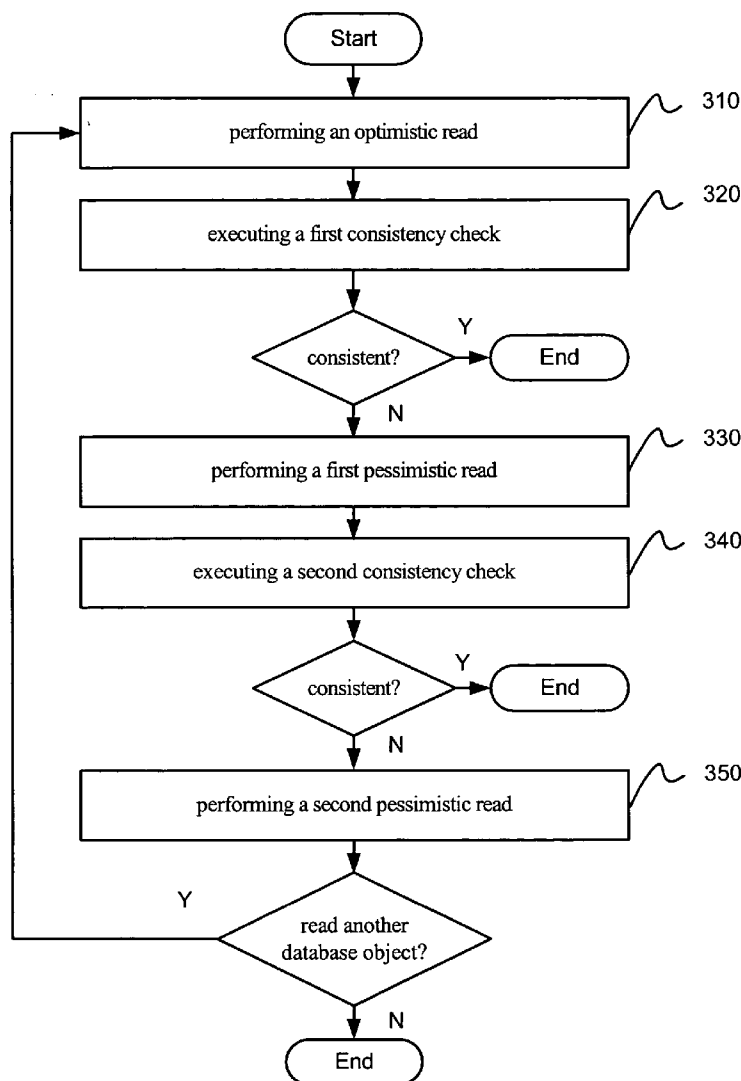 Start
performing an optimistic read
310
executing a first consistency check
320
consistent?
Y
End
N
performing a first pessimistic read
330
executing a second consistency check
340
consistent?
Y
End
N
performing a second pessimistic read
350
Y
read another
database object?
N
End